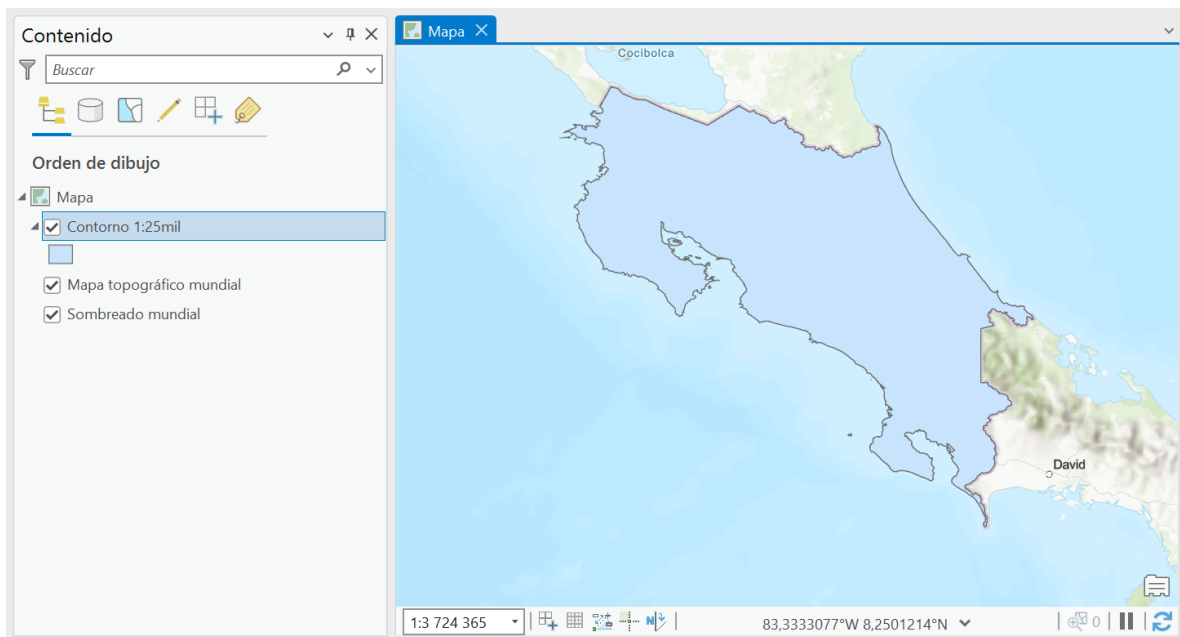 Contenido
Buscar
Orden de dibujo
Mapa
Contorno 1:25mil
Mapa topográfico mundial
Sombreado mundial
Mapa
Cocibolca
David
1:3 724 365
N
83,3333077°W 8,2501214°N
0